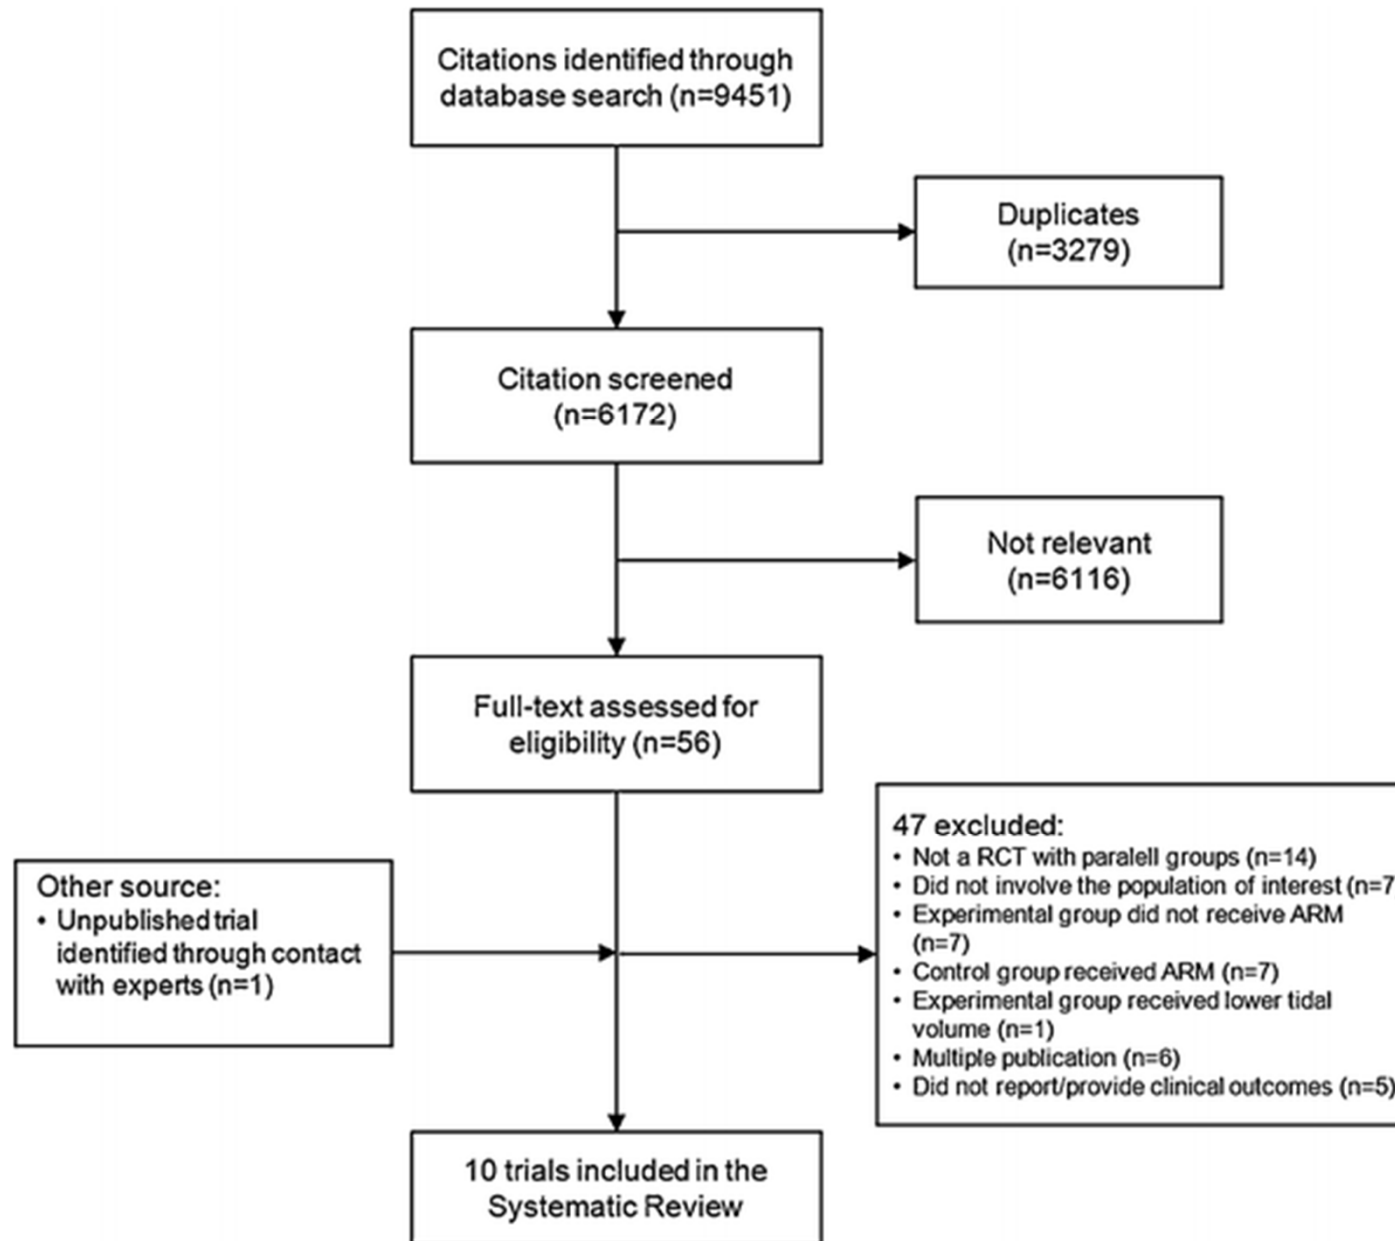 Citations identified through
database search (n=9451)
Duplicates
(n=3279)
Citation screened
(n=6172)
Not relevant
(n=6116)
Full-text assessed for
eligibility (n=56)
47 excluded:
• Not a RCT with paralell groups (n=14)
• Did not involve the population of interest (n=7
• Experimental group did not receive ARM
(n=7)
• Control group received ARM (n=7)
• Experimental group received lower tidal
volume (n=1)
• Multiple publication (n=6)
• Did not report/provide clinical outcomes (n=5)
Other source:
• Unpublished trial
identified through contact
with experts (n=1)
10 trials included in the
Systematic Review